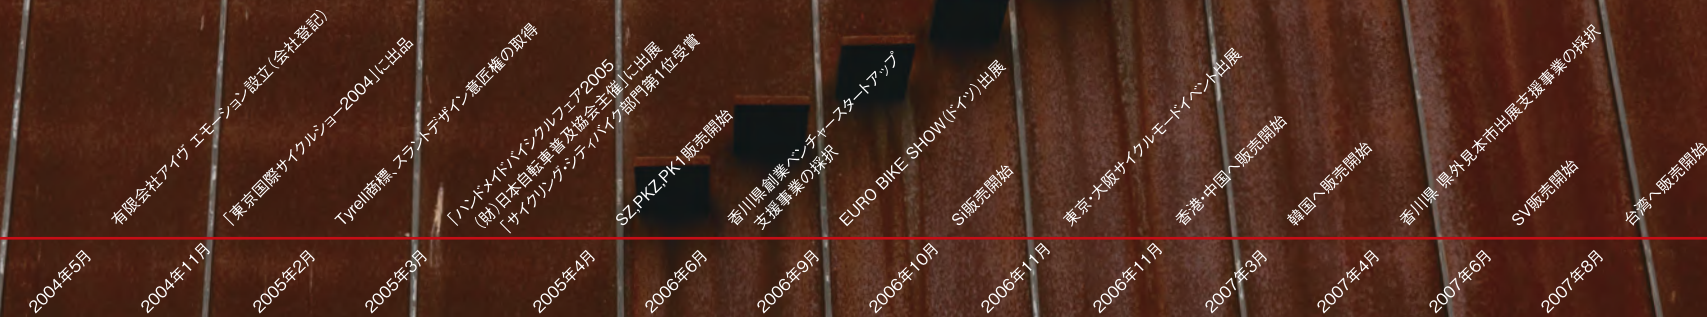 有限会社アイヴ エモーション設立（会社登記）
「東京国際サイクルショー2004」に出品
Tyrell商標、スラントデザイン意匠権の取得
「ハンドメイドバイシクルフェア2005
（財）日本自転車普及協会主催」に出展
「サイクリング・シティバイク部門第1位受賞
SZ,PKZ,PK1販売開始
香川県創業ベンチャースタートアップ
支援事業の採択
EURO BIKE SHOW（ドイツ）出展
Si販売開始
東京・大阪サイクルモードイベント出展
香港・中国へ販売開始
韓国へ販売開始
香川県 県外見本市出展支援事業の採択
SV販売開始
台湾へ販売開始
2004年5月
2004年11月
2005年2月
2005年3月
2005年4月
2006年6月
2006年9月
2006年10月
2006年11月
2006年11月
2007年3月
2007年4月
2007年6月
2007年8月